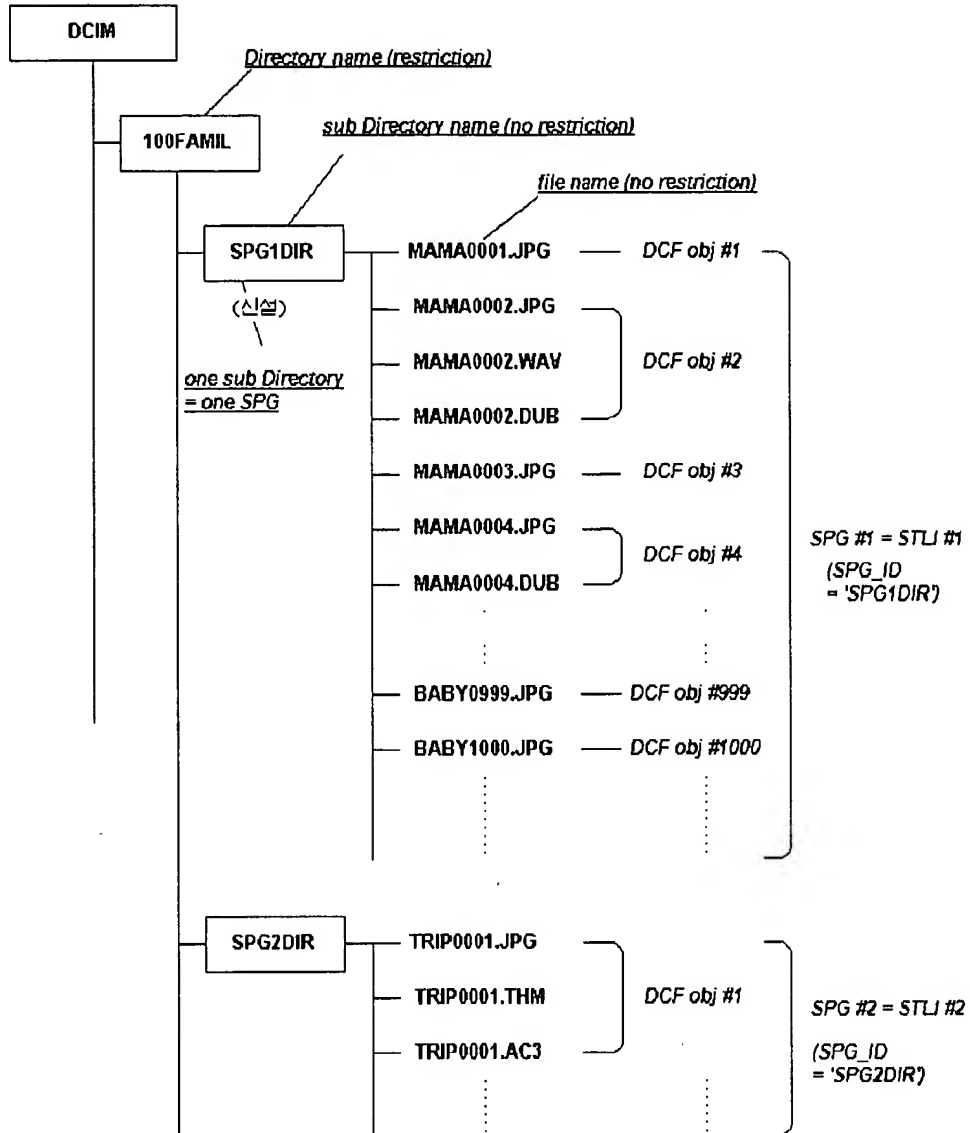 DCIM
Directory name (restriction)
100FAMIL
sub Directory name (no restriction)
file name (no restriction)
SPG1DIR
(신설)
one sub Directory
= one SPG
MAMA0001.JPG
DCF obj #1
MAMA0002.JPG
MAMA0002.WAV
DCF obj #2
MAMA0002.DUB
MAMA0003.JPG
DCF obj #3
MAMA0004.JPG
DCF obj #4
MAMA0004.DUB
SPG #1 = STLI #1
(SPG_ID
= 'SPG1DIR')
BABY0999.JPG
DCF obj #999
BABY1000.JPG
DCF obj #1000
SPG2DIR
TRIP0001.JPG
TRIP0001.THM
DCF obj #1
TRIP0001.AC3
SPG #2 = STLI #2
(SPG_ID
= 'SPG2DIR')